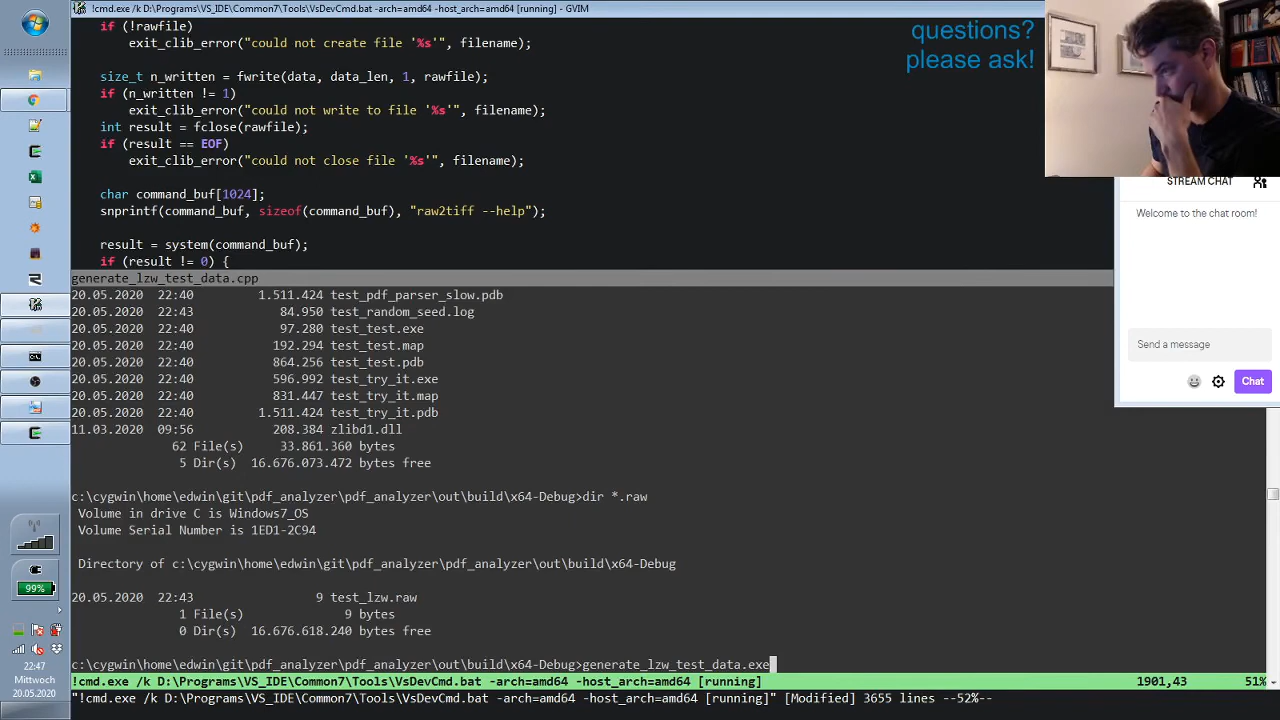 !cmd.exe /k D:\Programs\VS_IDE\Common7\Tools\VsDevCmd.bat -arch=amd64 -host_arch=amd64 [running] - GVIM
if (!rawfile)
exit_clib_error("could not create file '%s'", filename);
size_t n_written = fwrite(data, data_len, 1, rawfile);
if (n_written != 1)
exit_clib_error("could not write to file '%s'", filename);
int result = fclose(rawfile);
if (result == EOF)
exit_clib_error("could not close file '%s'", filename);
char command_buf[1024];
snprintf(command_buf, sizeof(command_buf), "raw2tiff --help");
result = system(command_buf);
if (result != 0) {
generate_lzw_test_data.cpp
20.05.2020  22:40         1.511.424 test_pdf_parser_slow.pdb
20.05.2020  22:43            84.950 test_random_seed.log
20.05.2020  22:40            97.280 test_test.exe
20.05.2020  22:40           192.294 test_test.map
20.05.2020  22:40           864.256 test_test.pdb
20.05.2020  22:40           596.992 test_try_it.exe
20.05.2020  22:40           831.447 test_try_it.map
20.05.2020  22:40         1.511.424 test_try_it.pdb
11.03.2020  09:56           208.384 zlibd1.dll
62 File(s)     33.861.360 bytes
5 Dir(s)  16.676.073.472 bytes free
c:\cygwin\home\edwin\git\pdf_analyzer\pdf_analyzer\out\build\x64-Debug>dir *.raw
Volume in drive C is Windows7_OS
Volume Serial Number is 1ED1-2C94
Directory of c:\cygwin\home\edwin\git\pdf_analyzer\pdf_analyzer\out\build\x64-Debug
20.05.2020  22:43                 9 test_lzw.raw
1 File(s)              9 bytes
0 Dir(s)  16.676.618.240 bytes free
c:\cygwin\home\edwin\git\pdf_analyzer\pdf_analyzer\out\build\x64-Debug>generate_lzw_test_data.exe
!cmd.exe /k D:\Programs\VS_IDE\Common7\Tools\VsDevCmd.bat -arch=amd64 -host_arch=amd64 [running] 1901,43 51%
"!cmd.exe /k D:\Programs\VS_IDE\Common7\Tools\VsDevCmd.bat -arch=amd64 -host_arch=amd64 [running]" [Modified] 3655 lines --52%--
questions?
please ask!
STREAM CHAT
Welcome to the chat room!
Send a message
Chat
99%
22:47
Mittwoch
20.05.2020